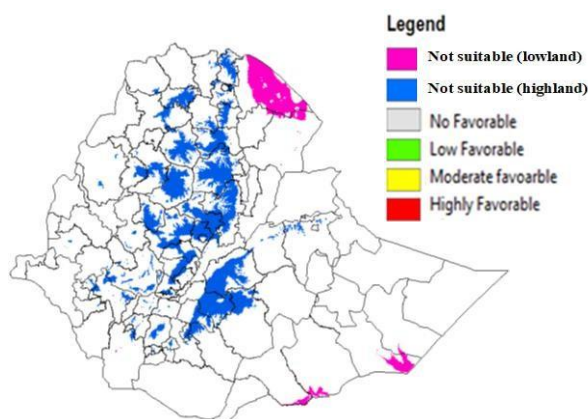 Legend
Not suitable (lowland)
Not suitable (highland)
No Favorable
Low Favorable
Moderate favoarble
Highly Favorable